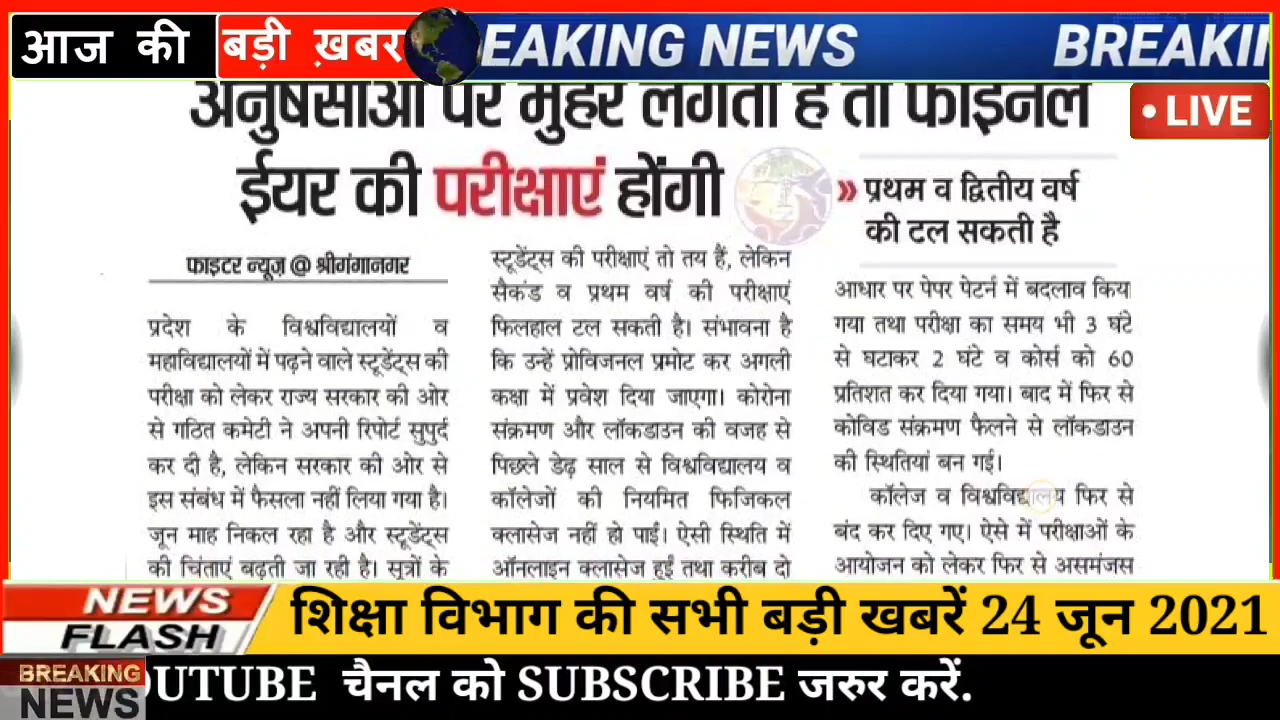 आज की बड़ी ख़बर
EAKING NEWS
BREAKIN
• LIVE
अनुषंसाओं पर मुहर लगती है तो फाइनल
ईयर की परीक्षाएं होंगी
» प्रथम व द्वितीय वर्ष
की टल सकती है
फाइटर न्यूज़ @ श्रीगंगानगर
प्रदेश के विश्वविद्यालयों व
महाविद्यालयों में पढ़ने वाले स्टूडेंट्स की
परीक्षा को लेकर राज्य सरकार की ओर
से गठित कमेटी ने अपनी रिपोर्ट सुपुर्द
कर दी है, लेकिन सरकार की ओर से
इस संबंध में फैसला नहीं लिया गया है।
जून माह निकल रहा है और स्टूडेंट्स
की चिंताएं बढ़ती जा रही है। सूत्रों के
स्टूडेंट्स की परीक्षाएं तो तय हैं, लेकिन
सैकंड व प्रथम वर्ष की परीक्षाएं
फिलहाल टल सकती है। संभावना है
कि उन्हें प्रोविजनल प्रमोट कर अगली
कक्षा में प्रवेश दिया जाएगा। कोरोना
संक्रमण और लॉकडाउन की वजह से
पिछले डेढ़ साल से विश्वविद्यालय व
कॉलेजों की नियमित फिजिकल
क्लासेज नहीं हो पाईं। ऐसी स्थिति में
ऑनलाइन क्लासेज हुईं तथा करीब दो
आधार पर पेपर पेटर्न में बदलाव किय
गया तथा परीक्षा का समय भी 3 घंटे
से घटाकर 2 घंटे व कोर्स को 60
प्रतिशत कर दिया गया। बाद में फिर से
कोविड संक्रमण फैलने से लॉकडाउन
की स्थितियां बन गई।
कॉलेज व विश्वविद्यालय फिर से
बंद कर दिए गए। ऐसे में परीक्षाओं के
आयोजन को लेकर फिर से असमंजस
NEWS
FLASH
शिक्षा विभाग की सभी बड़ी खबरें 24 जून 2021
BREAKING
NEWS
OUTUBE चैनल को SUBSCRIBE जरुर करें.